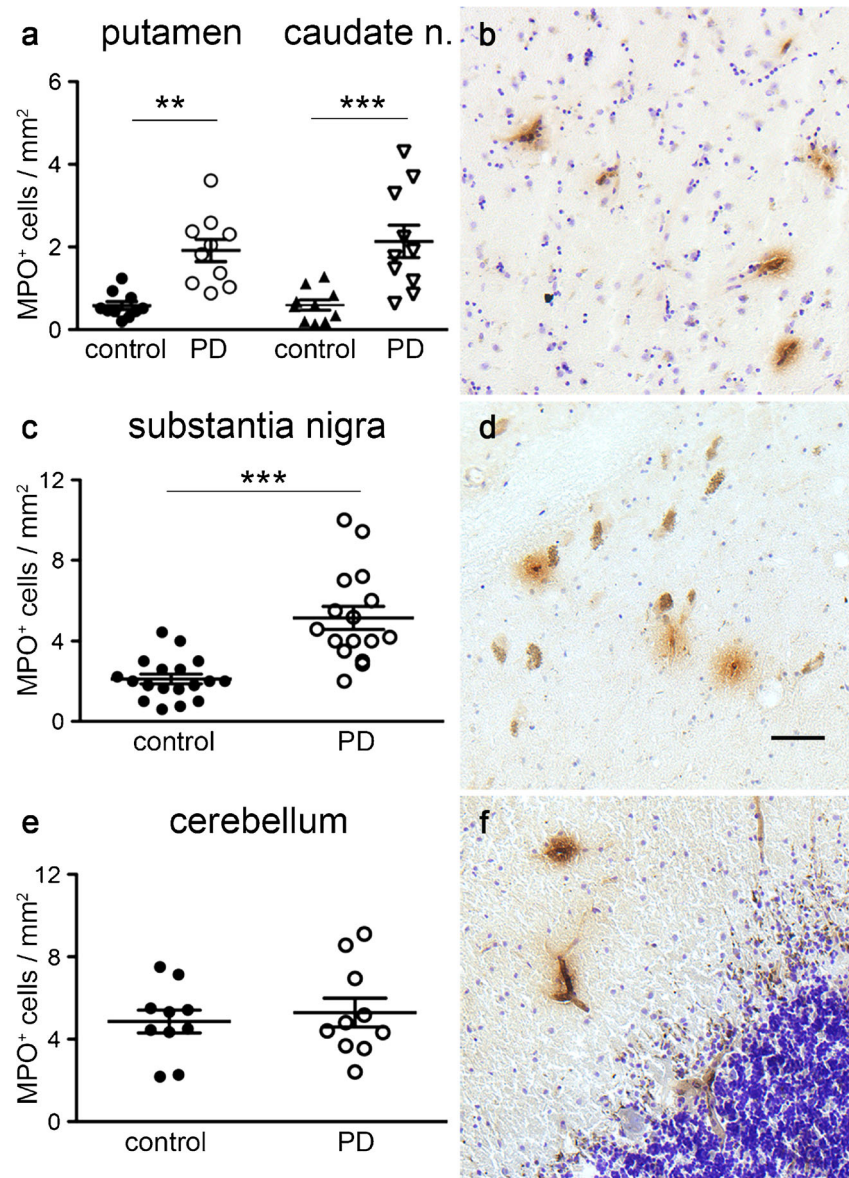 a putamen caudate n. b
MPO⁺ cells / mm²
6
4
2
0
** ***
control PD control PD
c substantia nigra d
MPO⁺ cells / mm²
12
8
4
0
***
control PD
e cerebellum f
MPO⁺ cells / mm²
12
8
4
0
control PD